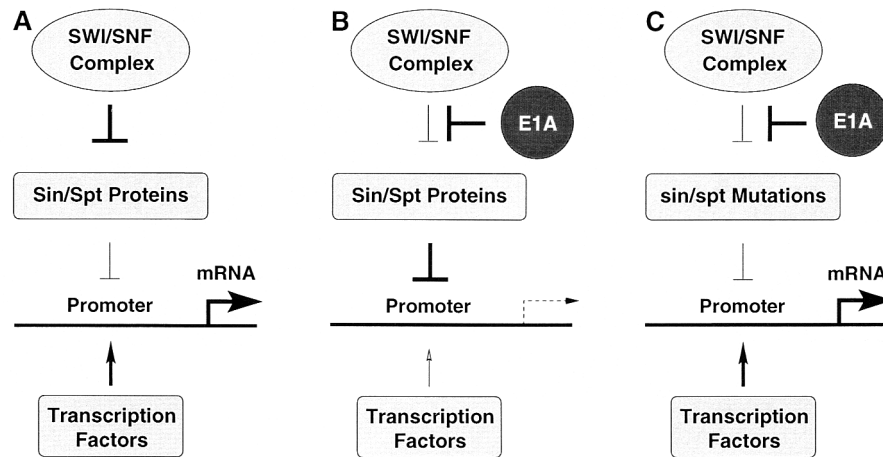 A
SWI/SNF
Complex
Sin/Spt Proteins
mRNA
Promoter
Transcription
Factors
B
SWI/SNF
Complex
E1A
Sin/Spt Proteins
Promoter
Transcription
Factors
C
SWI/SNF
Complex
E1A
sin/spt Mutations
mRNA
Promoter
Transcription
Factors